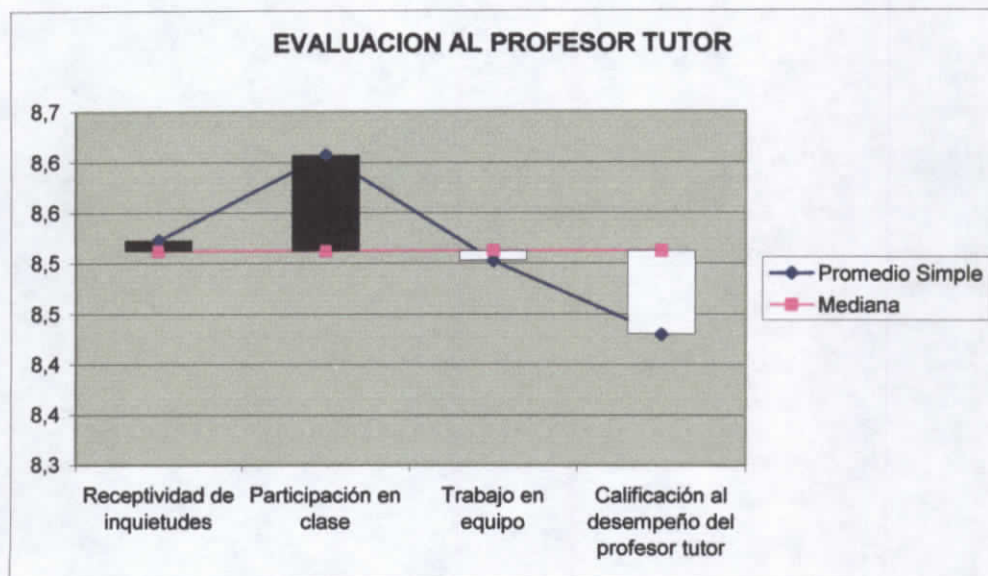 EVALUACION AL PROFESOR TUTOR
8,7
8,6
8,6
8,5
8,5
8,4
8,4
8,3
Receptividad de
inquietudes
Participación en
clase
Trabajo en
equipo
Calificación al
desempeño del
profesor tutor
Promedio Simple
Mediana